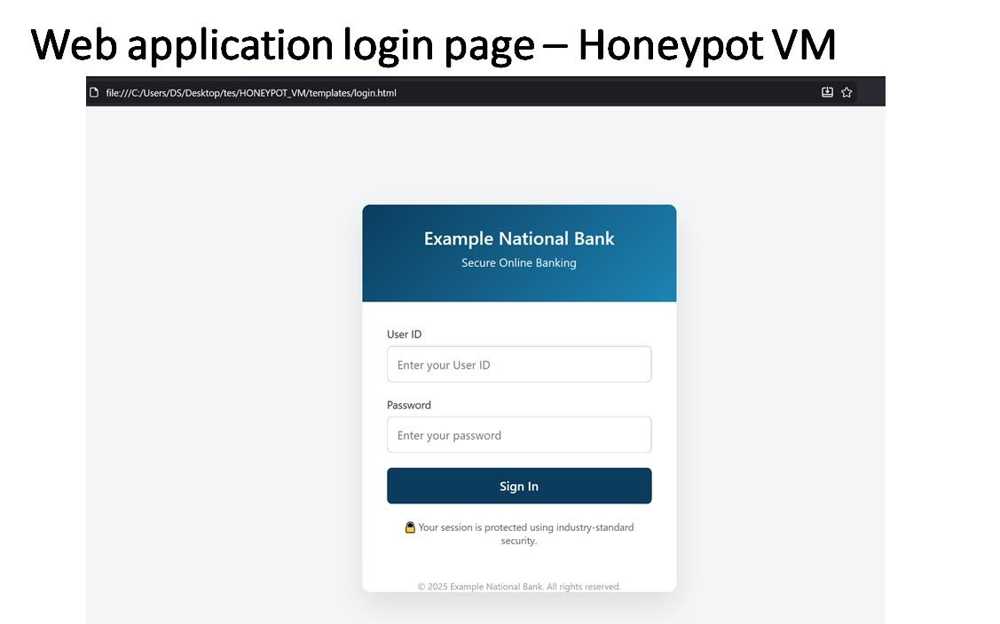 Web application login page – Honeypot VM
file:///C:/Users/DS/Desktop/tes/HONEYPOT_VM/templates/login.html
Example National Bank
Secure Online Banking
User ID
Enter your User ID
Password
Enter your password
Sign In
🔒 Your session is protected using industry-standard
security.
© 2025 Example National Bank. All rights reserved.